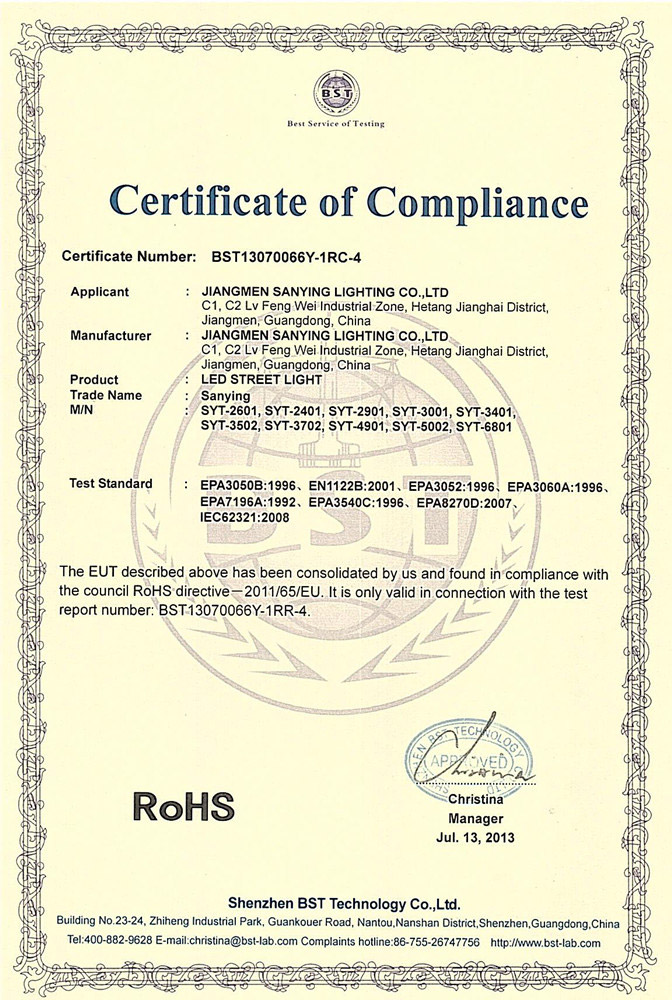 BST
Best Service of Testing
Certificate of Compliance
Certificate Number: BST13070066Y-1RC-4
Applicant : JIANGMEN SANYING LIGHTING CO.,LTD
C1, C2 Lv Feng Wei Industrial Zone, Hetang Jianghai District,
Jiangmen, Guangdong, China
Manufacturer : JIANGMEN SANYING LIGHTING CO.,LTD
C1, C2 Lv Feng Wei Industrial Zone, Hetang Jianghai District,
Jiangmen, Guangdong, China
Product : LED STREET LIGHT
Trade Name : Sanying
M/N : SYT-2601, SYT-2401, SYT-2901, SYT-3001, SYT-3401,
SYT-3502, SYT-3702, SYT-4901, SYT-5002, SYT-6801
Test Standard : EPA3050B:1996、EN1122B:2001、EPA3052:1996、EPA3060A:1996、
EPA7196A:1992、EPA3540C:1996、EPA8270D:2007、
IEC62321:2008
BST
The EUT described above has been consolidated by us and found in compliance with
the council RoHS directive－2011/65/EU. It is only valid in connection with the test
report number: BST13070066Y-1RR-4.
BST TECHNOLOGY
APPROVED
Christina
Manager
Jul. 13, 2013
RoHS
Shenzhen BST Technology Co.,Ltd.
Building No.23-24, Zhiheng Industrial Park, Guankouer Road, Nantou,Nanshan District,Shenzhen,Guangdong,China
Tel:400-882-9628 E-mail:christina@bst-lab.com Complaints hotline:86-755-26747756 http://www.bst-lab.com